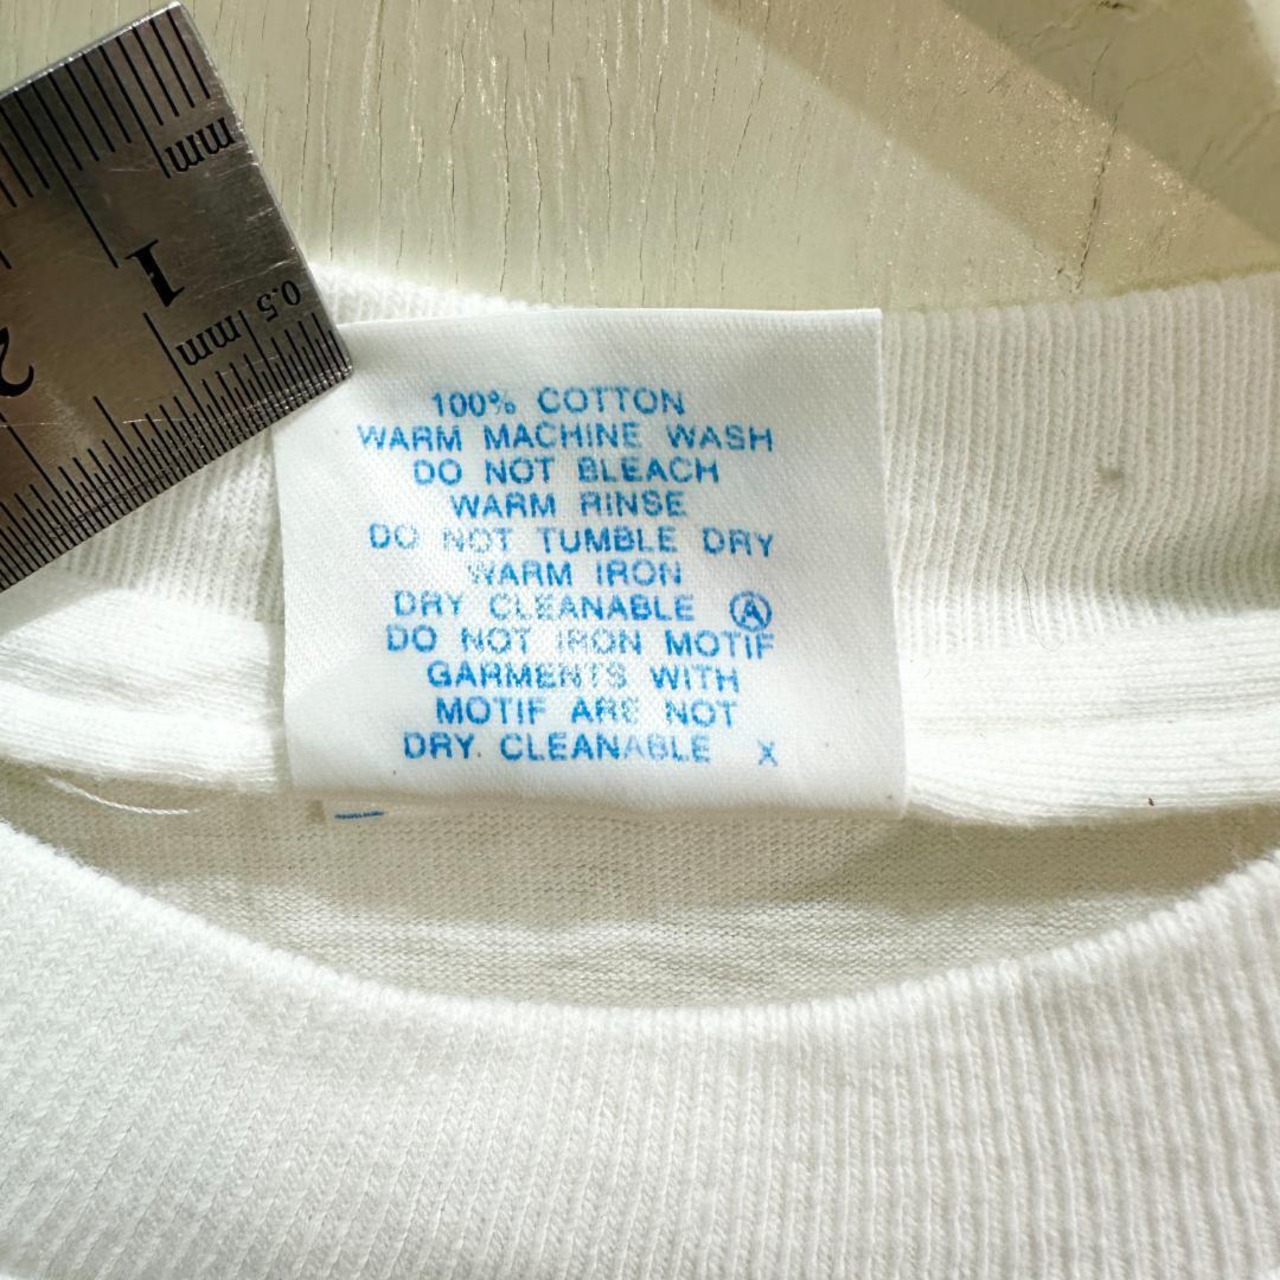 mm
1
2
0.5 mm
100% COTTON
WARM MACHINE WASH
DO NOT BLEACH
WARM RINSE
DO NOT TUMBLE DRY
WARM IRON
DRY CLEANABLE Ⓐ
DO NOT IRON MOTIF
GARMENTS WITH
MOTIF ARE NOT
DRY CLEANABLE X